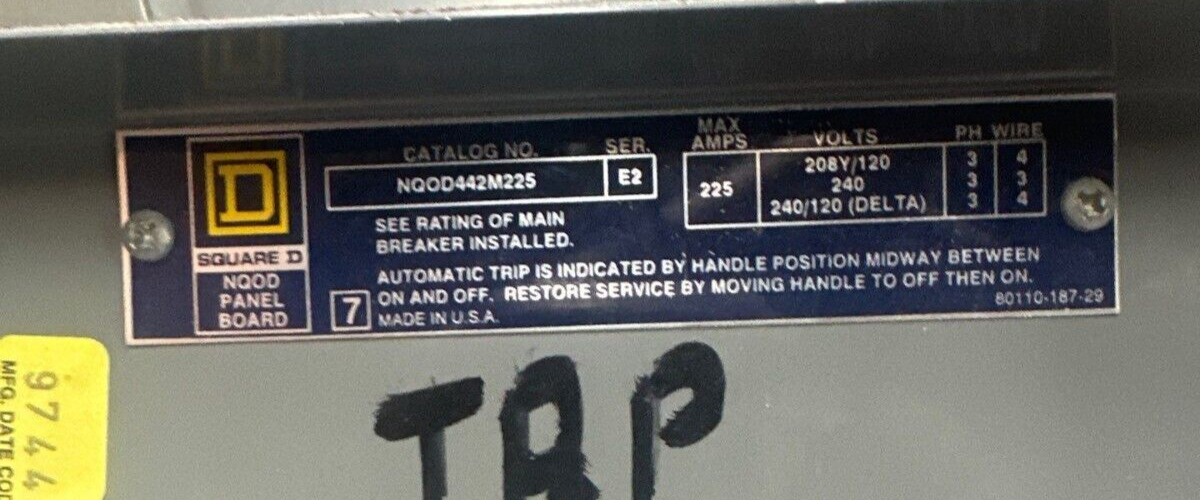 D
SQUARE D
NQOD
PANEL
BOARD
CATALOG NO. SER.
NQOD442M225 E2
SEE RATING OF MAIN
BREAKER INSTALLED.
MAX
AMPS VOLTS PH WIRE
225
208Y/120 3 4
240 3 3
240/120 (DELTA) 3 4
AUTOMATIC TRIP IS INDICATED BY HANDLE POSITION MIDWAY BETWEEN
ON AND OFF. RESTORE SERVICE BY MOVING HANDLE TO OFF THEN ON.
7 MADE IN U.S.A. 80110-187-29
9744
MFG. DATE